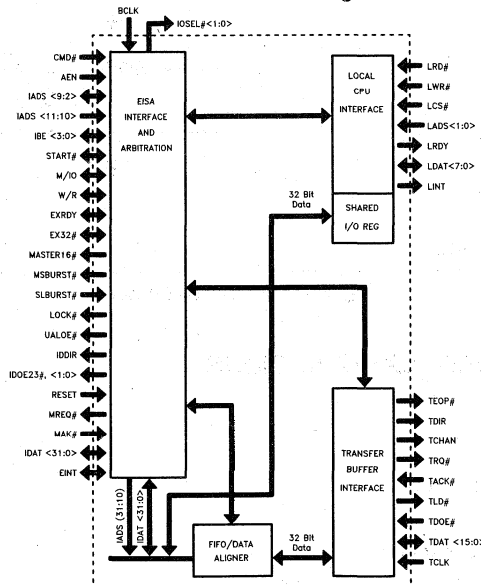 BCLK
IOSEL#<1:0>
CMD#
AEN
IADS <9:2>
IADS <11:10>
IBE <3:0>
START#
M/IO
W/R
EXRDY
EX32#
MASTER16#
MSBURST#
SLBURST#
LOCK#
UALOE#
IDDIR
IDOE23#, <1:0>
RESET
MREQ#
MAK#
IDAT <31:0>
EINT
EISA
INTERFACE
AND
ARBITRATION
LOCAL
CPU
INTERFACE
SHARED
I/O REG
32 Bit
Data
LRD#
LWR#
LCS#
LADS<1:0>
LRDY
LDAT<7:0>
LINT
TRANSFER
BUFFER
INTERFACE
TEOP#
TDIR
TCHAN
TRQ#
TACK#
TLD#
TDOE#
TDAT <15:0>
TCLK
IADS (31:10)
IDAT <31:0>
FIFO/DATA
ALIGNER
32 Bit
Data